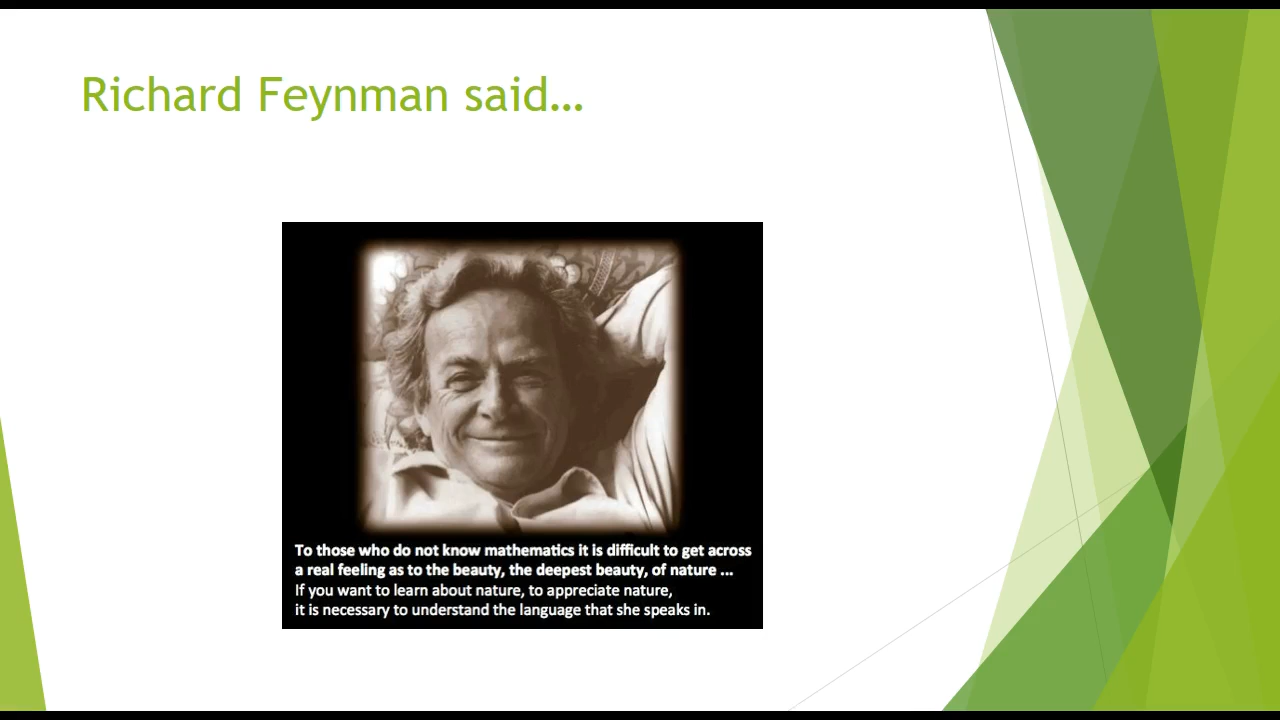 Richard Feynman said...
To those who do not know mathematics it is difficult to get across
a real feeling as to the beauty, the deepest beauty, of nature ...
If you want to learn about nature, to appreciate nature,
it is necessary to understand the language that she speaks in.